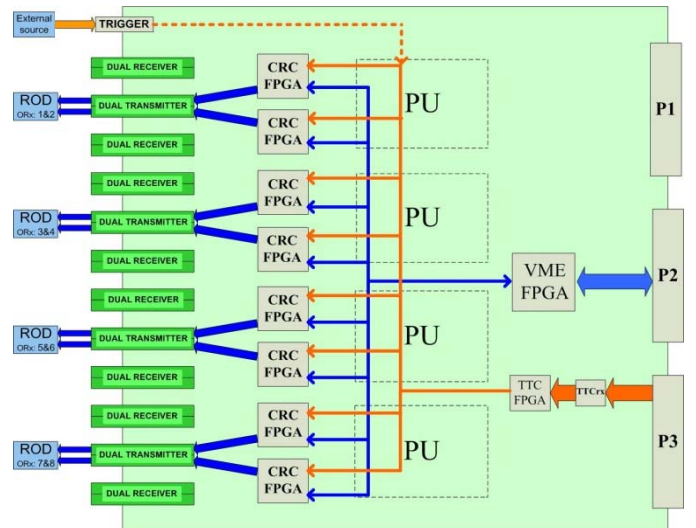 External
source
TRIGGER
DUAL RECEIVER
CRC
FPGA
PU
P1
ROD
ORx: 1&2
DUAL TRANSMITTER
CRC
FPGA
DUAL RECEIVER
DUAL RECEIVER
CRC
FPGA
PU
ROD
ORx: 3&4
DUAL TRANSMITTER
CRC
FPGA
DUAL RECEIVER
VME
FPGA
P2
DUAL RECEIVER
CRC
FPGA
PU
ROD
ORx: 5&6
DUAL TRANSMITTER
CRC
FPGA
DUAL RECEIVER
TTC
FPGA
TTCrx
P3
DUAL RECEIVER
CRC
FPGA
PU
ROD
ORx: 7&8
DUAL TRANSMITTER
CRC
FPGA
DUAL RECEIVER